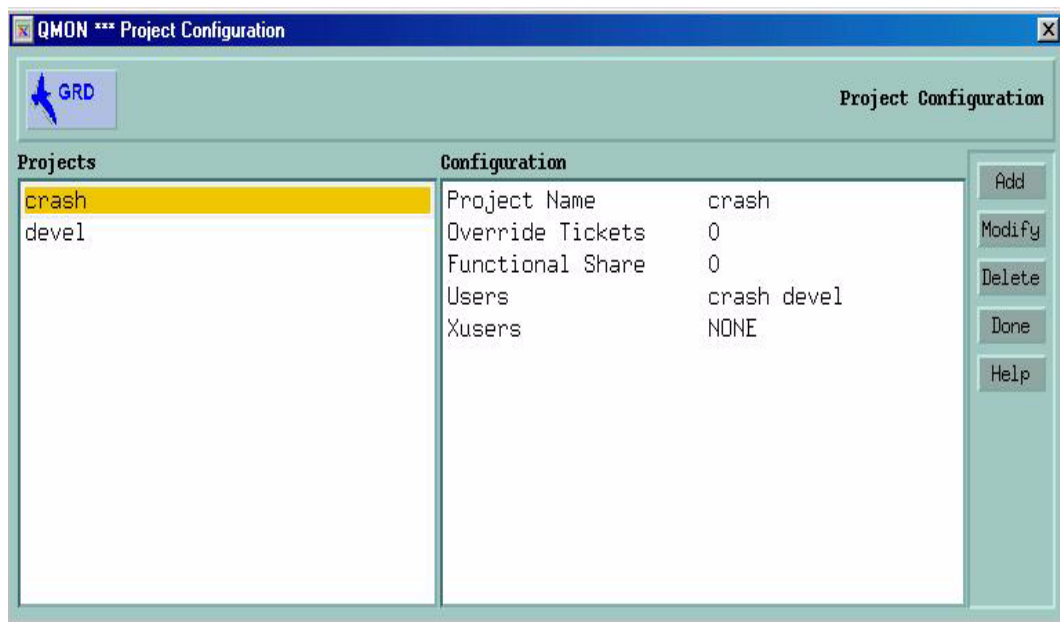 QMON *** Project Configuration
GRD
Project Configuration
Projects
crash
devel
Configuration
Project Name crash
Override Tickets 0
Functional Share 0
Users crash devel
Xusers NONE
Add
Modify
Delete
Done
Help